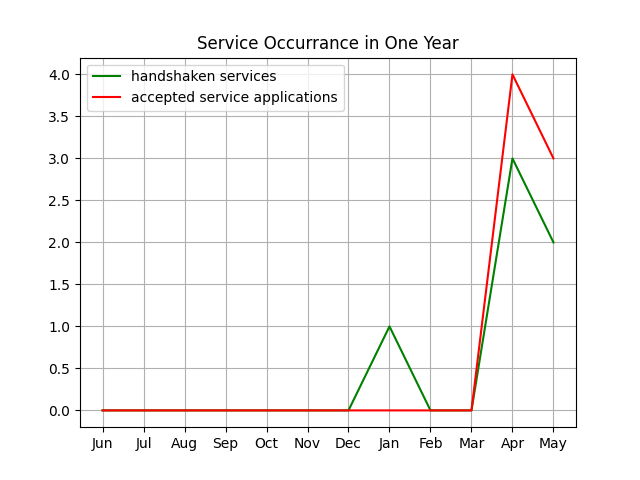 Service Occurrance in One Year
handshaken services
accepted service applications
4.0
3.5
3.0
2.5
2.0
1.5
1.0
0.5
0.0
Jun Jul Aug Sep Oct Nov Dec Jan Feb Mar Apr May